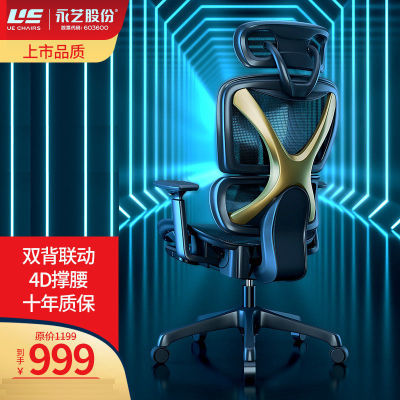 UE 永艺股份
UE CHAIRS 股票代码: 603600
上市品质
双背联动
4D撑腰
十年质保
原价1199
到手 ¥999